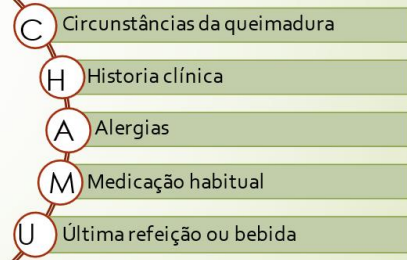 C Circunstâncias da queimadura
H Historia clínica
A Alergias
M Medicação habitual
U Última refeição ou bebida